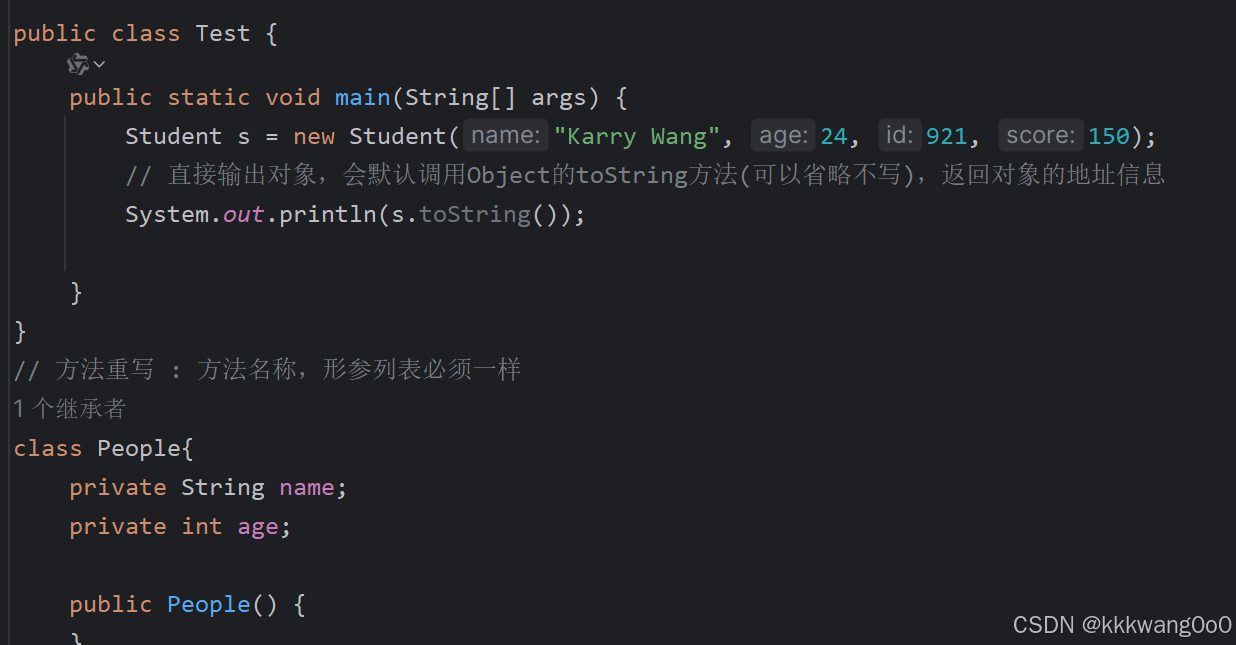 public class Test {
public static void main(String[] args) {
Student s = new Student( name: "Karry Wang", age: 24, id: 921, score: 150);
// 直接输出对象，会默认调用Object的toString方法(可以省略不写)，返回对象的地址信息
System.out.println(s.toString());
}
}
// 方法重写 : 方法名称，形参列表必须一样
1 个继承者
class People{
private String name;
private int age;
public People() {
}
CSDN @kkkwang0o0